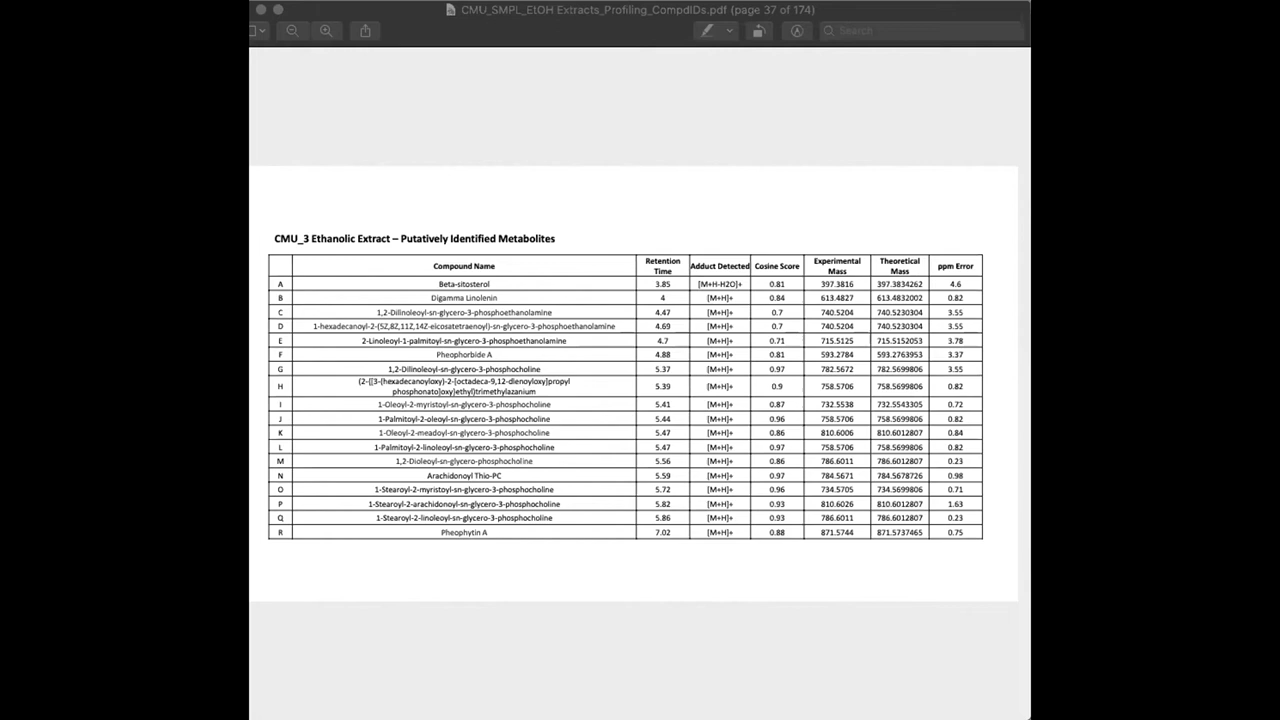 CMU_SMPL_EtOH Extracts_Profiling_CompdIDs.pdf (page 37 of 174)
Search
CMU_3 Ethanolic Extract – Putatively Identified Metabolites
Compound Name Retention Time Adduct Detected Cosine Score Experimental Mass Theoretical Mass ppm Error
A Beta-sitosterol 3.85 [M+H-H2O]+ 0.81 397.3816 397.3834262 4.6
B Digamma Linolenin 4 [M+H]+ 0.84 613.4827 613.4832002 0.82
C 1,2-Dilinoleoyl-sn-glycero-3-phosphoethanolamine 4.47 [M+H]+ 0.7 740.5204 740.5230304 3.55
D 1-hexadecanoyl-2-(5Z,8Z,11Z,14Z-eicosatetraenoyl)-sn-glycero-3-phosphoethanolamine 4.69 [M+H]+ 0.7 740.5204 740.5230304 3.55
E 2-Linoleoyl-1-palmitoyl-sn-glycero-3-phosphoethanolamine 4.7 [M+H]+ 0.71 715.5125 715.5152053 3.78
F Pheophorbide A 4.88 [M+H]+ 0.81 593.2784 593.2763953 3.37
G 1,2-Dilinoleoyl-sn-glycero-3-phosphocholine 5.37 [M+H]+ 0.97 782.5672 782.5699806 3.55
H (2-{[3-(hexadecanoyloxy)-2-[octadeca-9,12-dienoyloxy]propyl phosphonato]oxy}ethyl)trimethylazanium 5.39 [M+H]+ 0.9 758.5706 758.5699806 0.82
I 1-Oleoyl-2-myristoyl-sn-glycero-3-phosphocholine 5.41 [M+H]+ 0.87 732.5538 732.5543305 0.72
J 1-Palmitoyl-2-oleoyl-sn-glycero-3-phosphocholine 5.44 [M+H]+ 0.96 758.5706 758.5699806 0.82
K 1-Oleoyl-2-meadoyl-sn-glycero-3-phosphocholine 5.47 [M+H]+ 0.86 810.6006 810.6012807 0.84
L 1-Palmitoyl-2-linoleoyl-sn-glycero-3-phosphocholine 5.47 [M+H]+ 0.97 758.5706 758.5699806 0.82
M 1,2-Dioleoyl-sn-glycero-phosphocholine 5.56 [M+H]+ 0.86 786.6011 786.6012807 0.23
N Arachidonoyl Thio-PC 5.59 [M+H]+ 0.97 784.5671 784.5678726 0.98
O 1-Stearoyl-2-myristoyl-sn-glycero-3-phosphocholine 5.72 [M+H]+ 0.96 734.5705 734.5699806 0.71
P 1-Stearoyl-2-arachidonoyl-sn-glycero-3-phosphocholine 5.82 [M+H]+ 0.93 810.6026 810.6012807 1.63
Q 1-Stearoyl-2-linoleoyl-sn-glycero-3-phosphocholine 5.86 [M+H]+ 0.93 786.6011 786.6012807 0.23
R Pheophytin A 7.02 [M+H]+ 0.88 871.5744 871.5737465 0.75